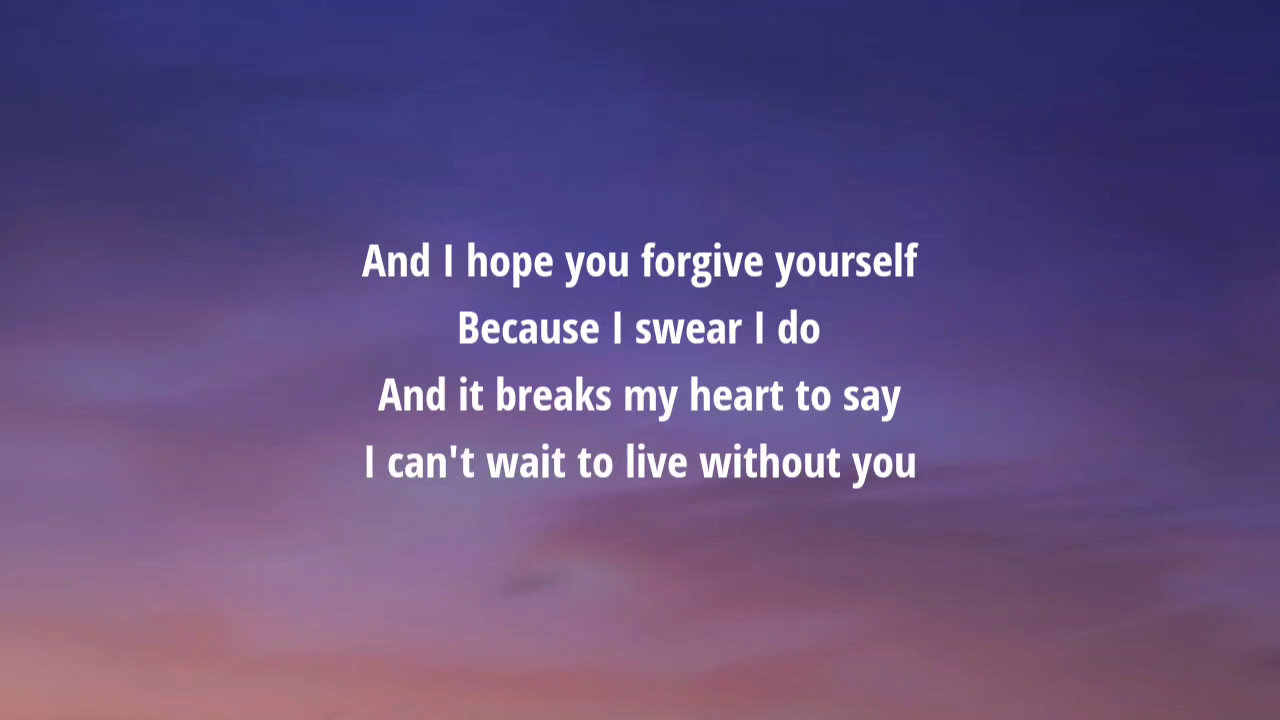 And I hope you forgive yourself
Because I swear I do
And it breaks my heart to say
I can't wait to live without you